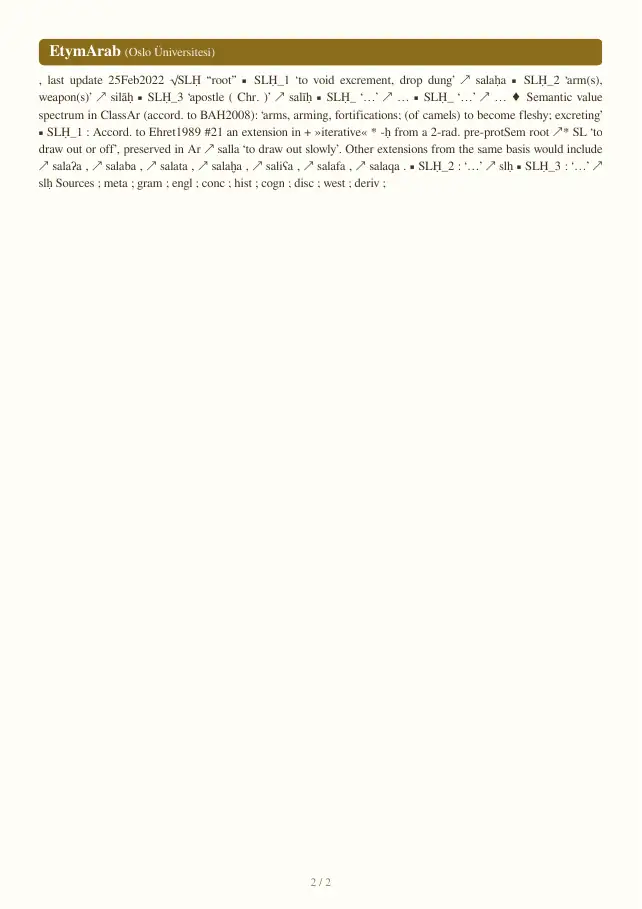 EtymArab (Oslo Üniversitesi)
, last update 25Feb2022 √SLḤ “root” ▪ SLḤ_1 ‘to void excrement, drop dung’ ↗ salaḥa ▪ SLḤ_2 ‘arm(s),
weapon(s)’ ↗ silāḥ ▪ SLḤ_3 ‘apostle ( Chr. )’ ↗ salīḥ ▪ SLḤ_ ‘…’ ↗ … ▪ SLḤ_ ‘…’ ↗ … ♦ Semantic value
spectrum in ClassAr (accord. to BAH2008): ‘arms, arming, fortifications; (of camels) to become fleshy; excreting’
▪ SLḤ_1 : Accord. to Ehret1989 #21 an extension in + »iterative« * -ḥ from a 2-rad. pre-protSem root ↗* SL ‘to
draw out or off’, preserved in Ar ↗ salla ‘to draw out slowly’. Other extensions from the same basis would include
↗ salaʔa , ↗ salaba , ↗ salata , ↗ salaḫa , ↗ saliʕa , ↗ salafa , ↗ salaqa . ▪ SLḤ_2 : ‘…’ ↗ slḥ ▪ SLḤ_3 : ‘…’ ↗
slḥ Sources ; meta ; gram ; engl ; conc ; hist ; cogn ; disc ; west ; deriv ;
2 / 2